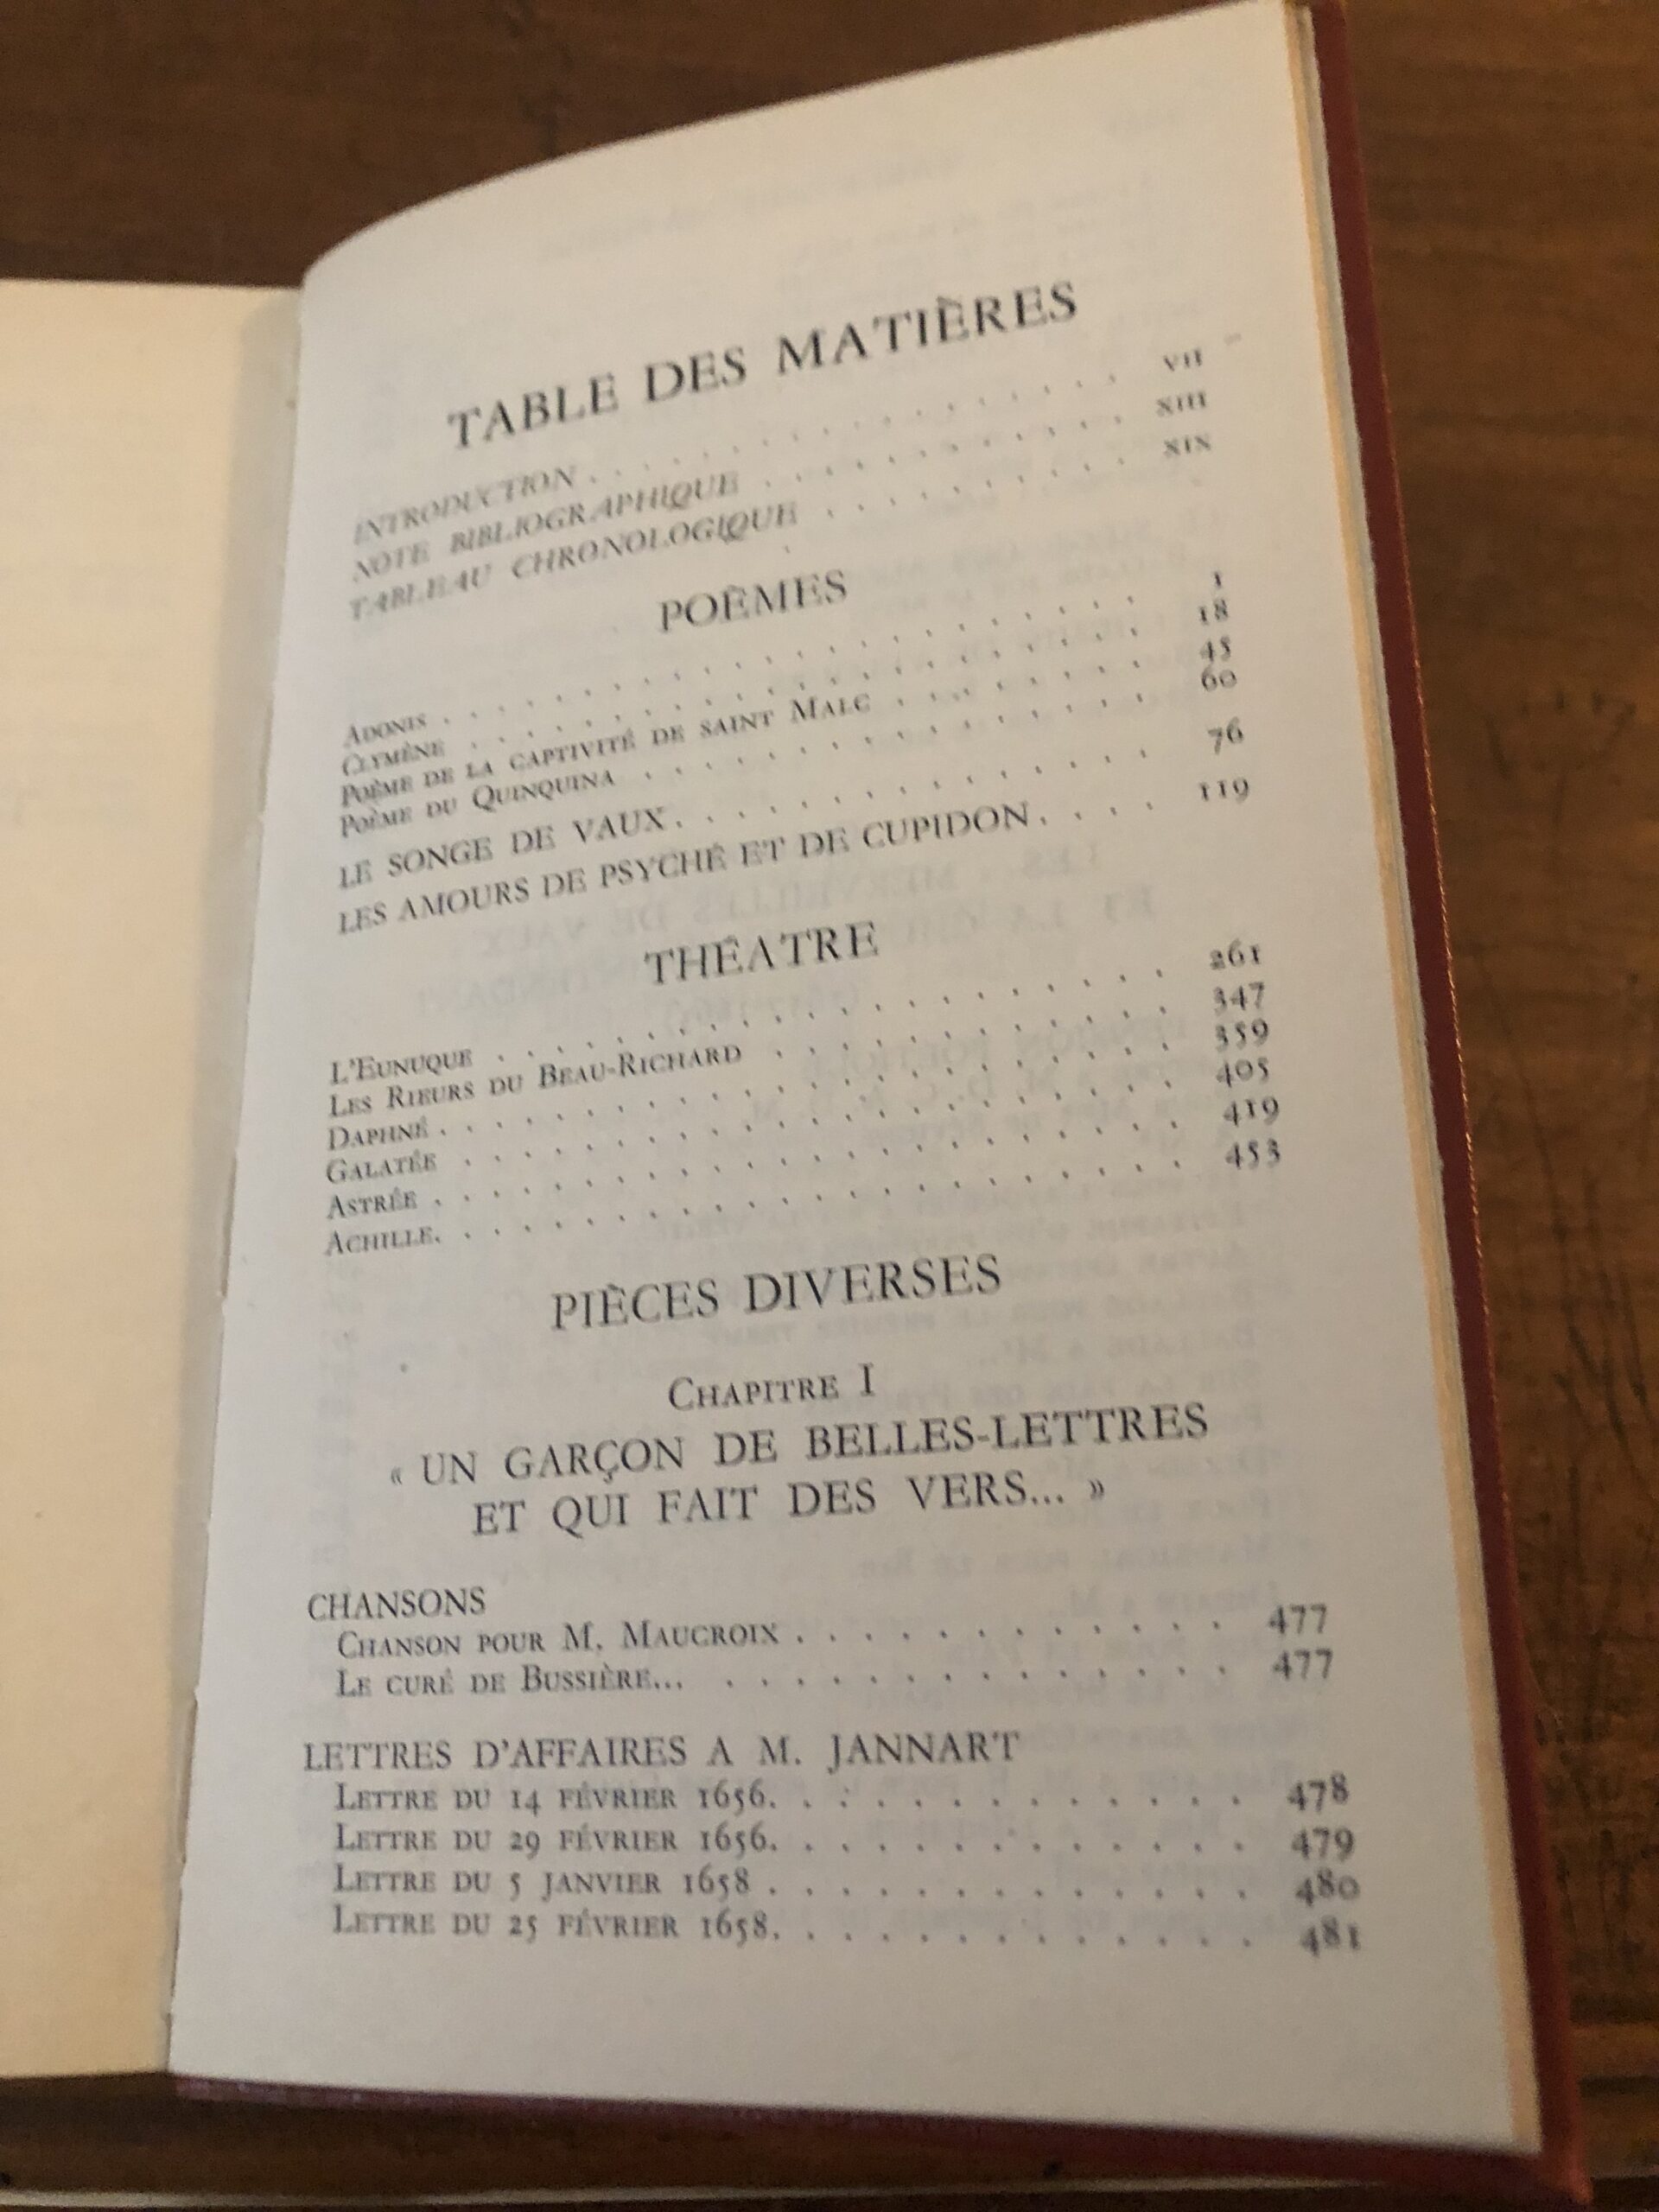 TABLE DES MATIÈRES
INTRODUCTION . . . . . . . . . . . . . . . . . . . VII
NOTE BIBLIOGRAPHIQUE . . . . . . . . . . . . . XIII
TABLEAU CHRONOLOGIQUE . . . . . . . . . . . XIX
POÈMES
ADONIS . . . . . . . . . . . . . . . . . . . . . . 1
CLYMÈNE . . . . . . . . . . . . . . . . . . . . . 18
POÈME DE LA CAPTIVITÉ DE SAINT MALC . . . . . . . . . 45
POÈME DU QUINQUINA . . . . . . . . . . . . . . . . . 60
LE SONGE DE VAUX . . . . . . . . . . . . . . . . . 76
LES AMOURS DE PSYCHÉ ET DE CUPIDON . . . . 119
THÉATRE
L'EUNUQUE . . . . . . . . . . . . . . . . . . . . . 261
LES RIEURS DU BEAU-RICHARD . . . . . . . . . . . . . 347
DAPHNÉ . . . . . . . . . . . . . . . . . . . . . . . 359
GALATÉE . . . . . . . . . . . . . . . . . . . . . . 405
ASTRÉE . . . . . . . . . . . . . . . . . . . . . . . 419
ACHILLE . . . . . . . . . . . . . . . . . . . . . . 453
PIÈCES DIVERSES
CHAPITRE I
« UN GARÇON DE BELLES-LETTRES
ET QUI FAIT DES VERS... »
CHANSONS
CHANSON POUR M. MAUCROIX . . . . . . . . . . . . . . 477
LE CURÉ DE BUSSIÈRE... . . . . . . . . . . . . . . . 477
LETTRES D'AFFAIRES A M. JANNART
LETTRE DU 14 FÉVRIER 1656. . . . . . . . . . . . . . 478
LETTRE DU 29 FÉVRIER 1656. . . . . . . . . . . . . . 479
LETTRE DU 5 JANVIER 1658 . . . . . . . . . . . . . . 480
LETTRE DU 25 FÉVRIER 1658. . . . . . . . . . . . . . 481